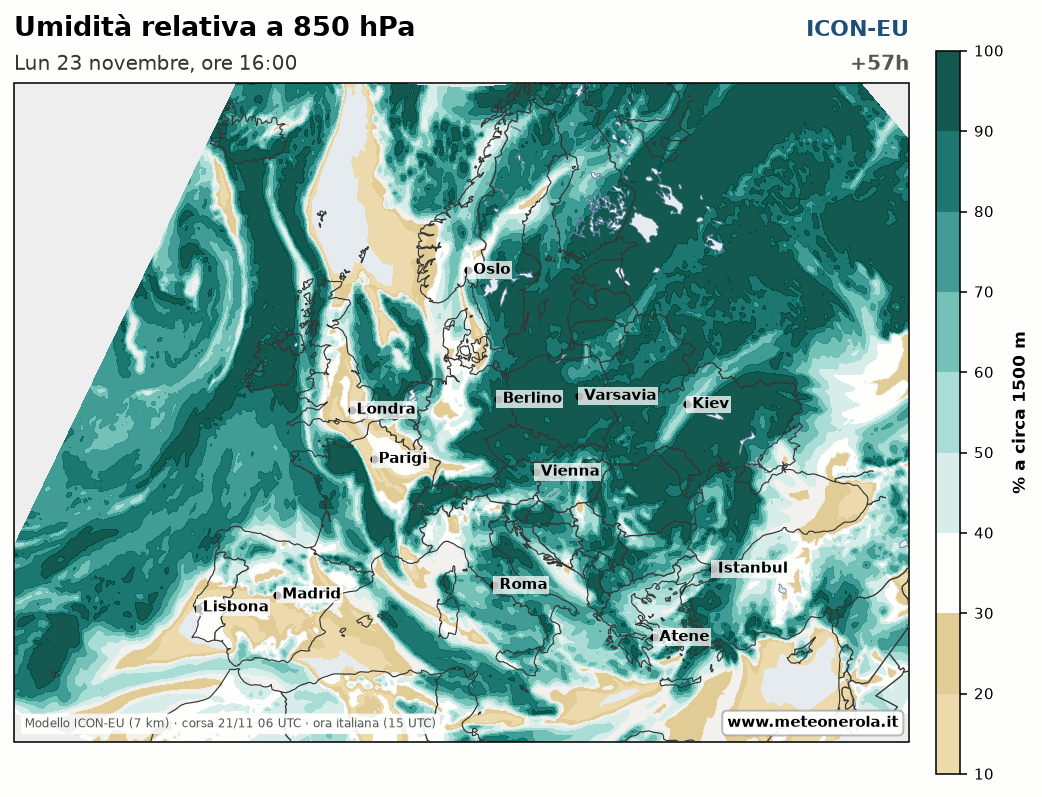 Umidità relativa a 850 hPa
ICON-EU
Lun 23 novembre, ore 16:00
+57h
100
90
80
70
60
50
40
30
20
10
% a circa 1500 m
Oslo
Berlino
Varsavia
Kiev
Londra
Parigi
Vienna
Istanbul
Roma
Madrid
Lisbona
Atene
Modello ICON-EU (7 km) · corsa 21/11 06 UTC · ora italiana (15 UTC)
www.meteonerola.it